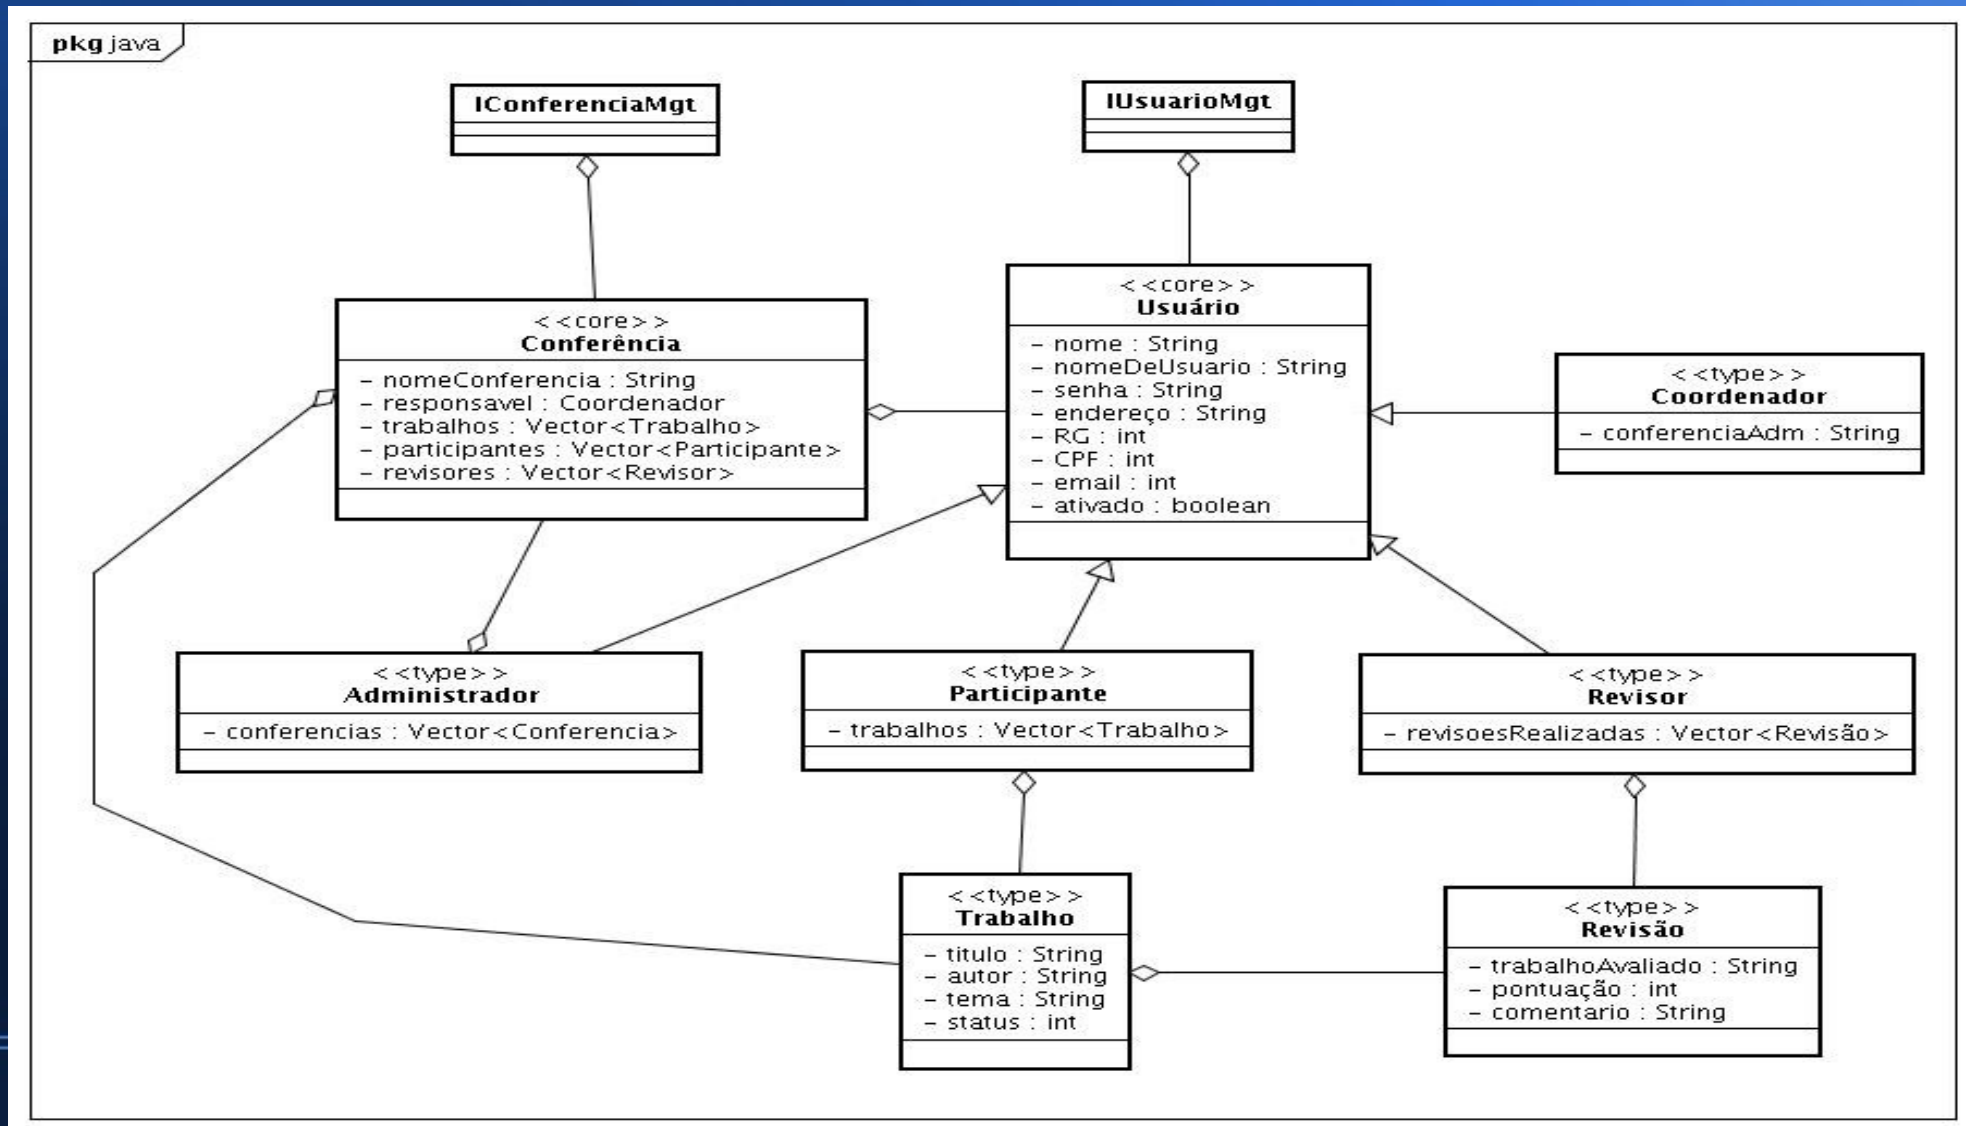 pkg java
IConferenciaMgt
IUsuarioMgt
< <core> >
Conferência
– nomeConferencia : String
– responsavel : Coordenador
– trabalhos : Vector<Trabalho>
– participantes : Vector<Participante>
– revisores : Vector<Revisor>
< <core> >
Usuário
– nome : String
– nomeDeUsuario : String
– senha : String
– endereço : String
– RG : int
– CPF : int
– email : int
– ativado : boolean
< <type> >
Coordenador
– conferenciaAdm : String
< <type> >
Administrador
– conferencias : Vector<Conferencia>
< <type> >
Participante
– trabalhos : Vector<Trabalho>
< <type> >
Revisor
– revisoesRealizadas : Vector<Revisão>
< <type> >
Trabalho
– titulo : String
– autor : String
– tema : String
– status : int
< <type> >
Revisão
– trabalhoAvaliado : String
– pontuação : int
– comentario : String